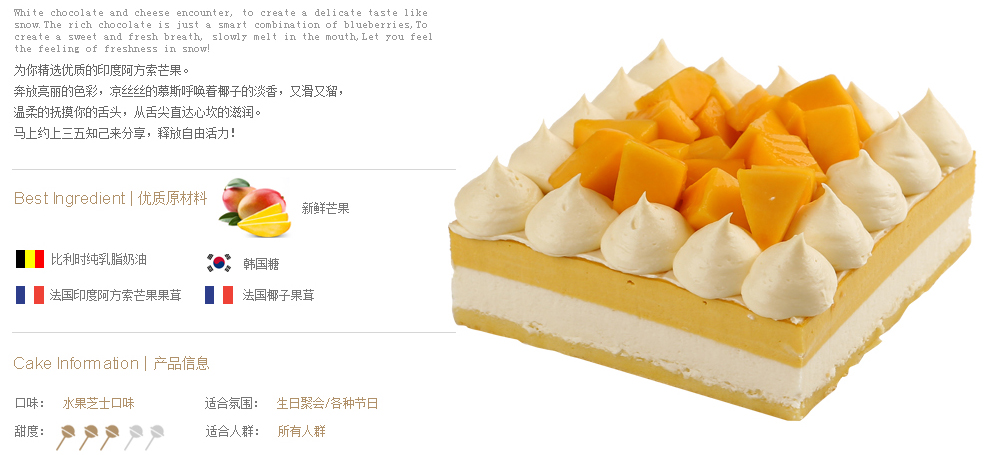 White chocolate and cheese encounter, to create a delicate taste like
snow.The rich chocolate is just a smart combination of blueberries,To
create a sweet and fresh breath, slowly melt in the mouth,Let you feel
the feeling of freshness in snow!
为你精选优质的印度阿方索芒果。
奔放亮丽的色彩，凉丝丝的慕斯呼唤着椰子的淡香，又滑又留，
温柔的抚摸你的舌头，从舌尖直达心坎的滋润。
马上约上三五知己来分享，释放自由活力！
Best Ingredient | 优质原材料
新鲜芒果
比利时纯乳脂奶油
韩国糖
法国印度阿方索芒果果茸
法国椰子果茸
Cake Information | 产品信息
口味： 水果芝士口味 适合氛围： 生日聚会/各种节日
甜度： 适合人群： 所有人群